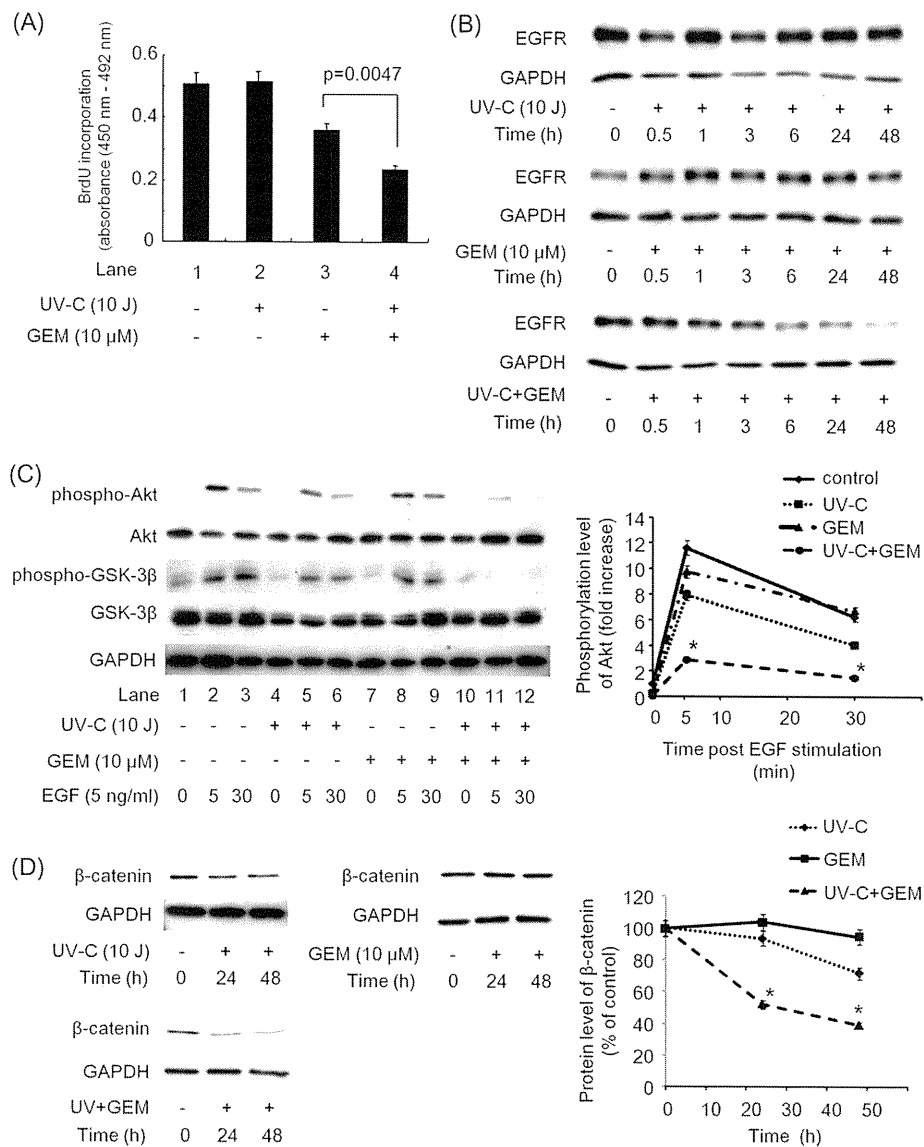 (A)
0.6
0.4
0.2
0
BrdU incorporation
(absorbance (450 nm - 492 nm)
p=0.0047
Lane 1 2 3 4
UV-C (10 J) - + - +
GEM (10 μM) - - + +
(B)
EGFR
GAPDH
UV-C (10 J) - + + + + + +
Time (h) 0 0.5 1 3 6 24 48
EGFR
GAPDH
GEM (10 μM) - + + + + + +
Time (h) 0 0.5 1 3 6 24 48
EGFR
GAPDH
UV-C+GEM - + + + + + +
Time (h) 0 0.5 1 3 6 24 48
(C)
phospho-Akt
Akt
phospho-GSK-3β
GSK-3β
GAPDH
Lane 1 2 3 4 5 6 7 8 9 10 11 12
UV-C (10 J) - - - + + + - - - + + +
GEM (10 μM) - - - - - - + + + + + +
EGF (5 ng/ml) 0 5 30 0 5 30 0 5 30 0 5 30
control
UV-C
GEM
UV-C+GEM
Phosphorylation level
of Akt (fold increase)
14
12
10
8
6
4
2
0
* *
0 5 10 20 30
Time post EGF stimulation
(min)
(D)
β-catenin
GAPDH
UV-C (10 J) - + +
Time (h) 0 24 48
β-catenin
GAPDH
GEM (10 μM) - + +
Time (h) 0 24 48
β-catenin
GAPDH
UV+GEM - + +
Time (h) 0 24 48
UV-C
GEM
UV-C+GEM
Protein level of β-catenin
(% of control)
120
100
80
60
40
20
0
* *
0 10 20 30 40 50
Time (h)